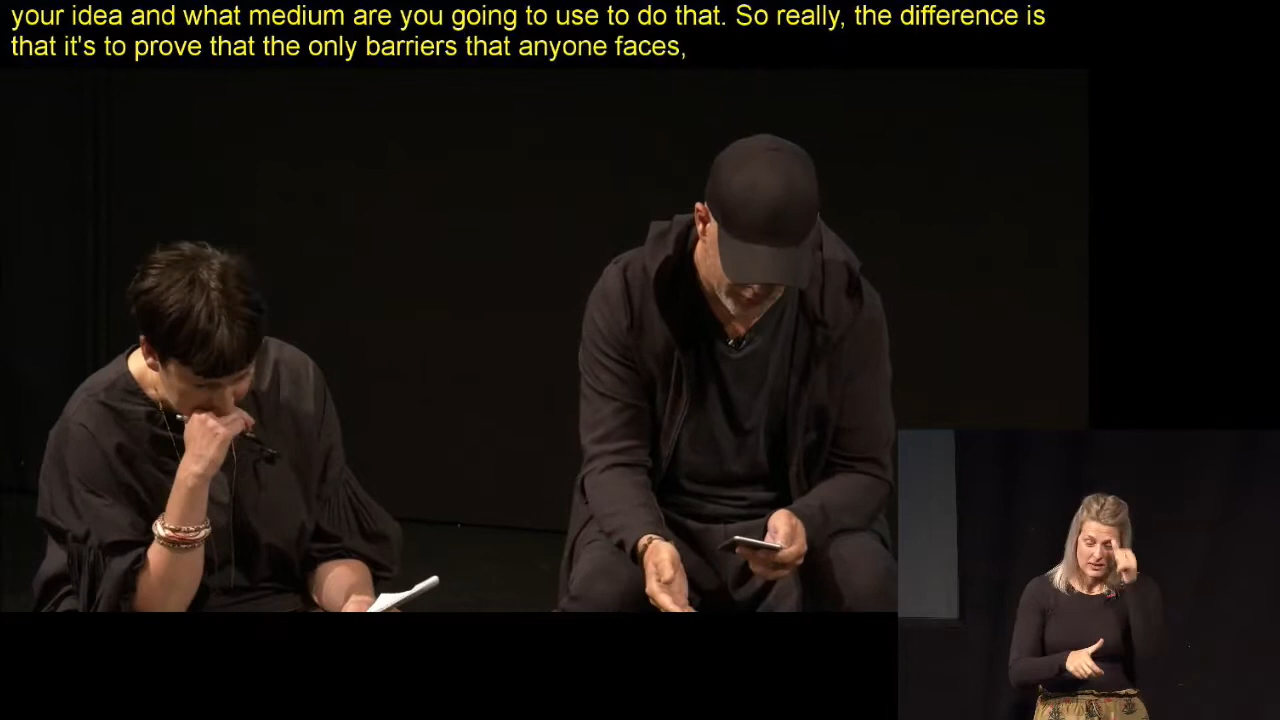 your idea and what medium are you going to use to do that. So really, the difference is
that it's to prove that the only barriers that anyone faces,